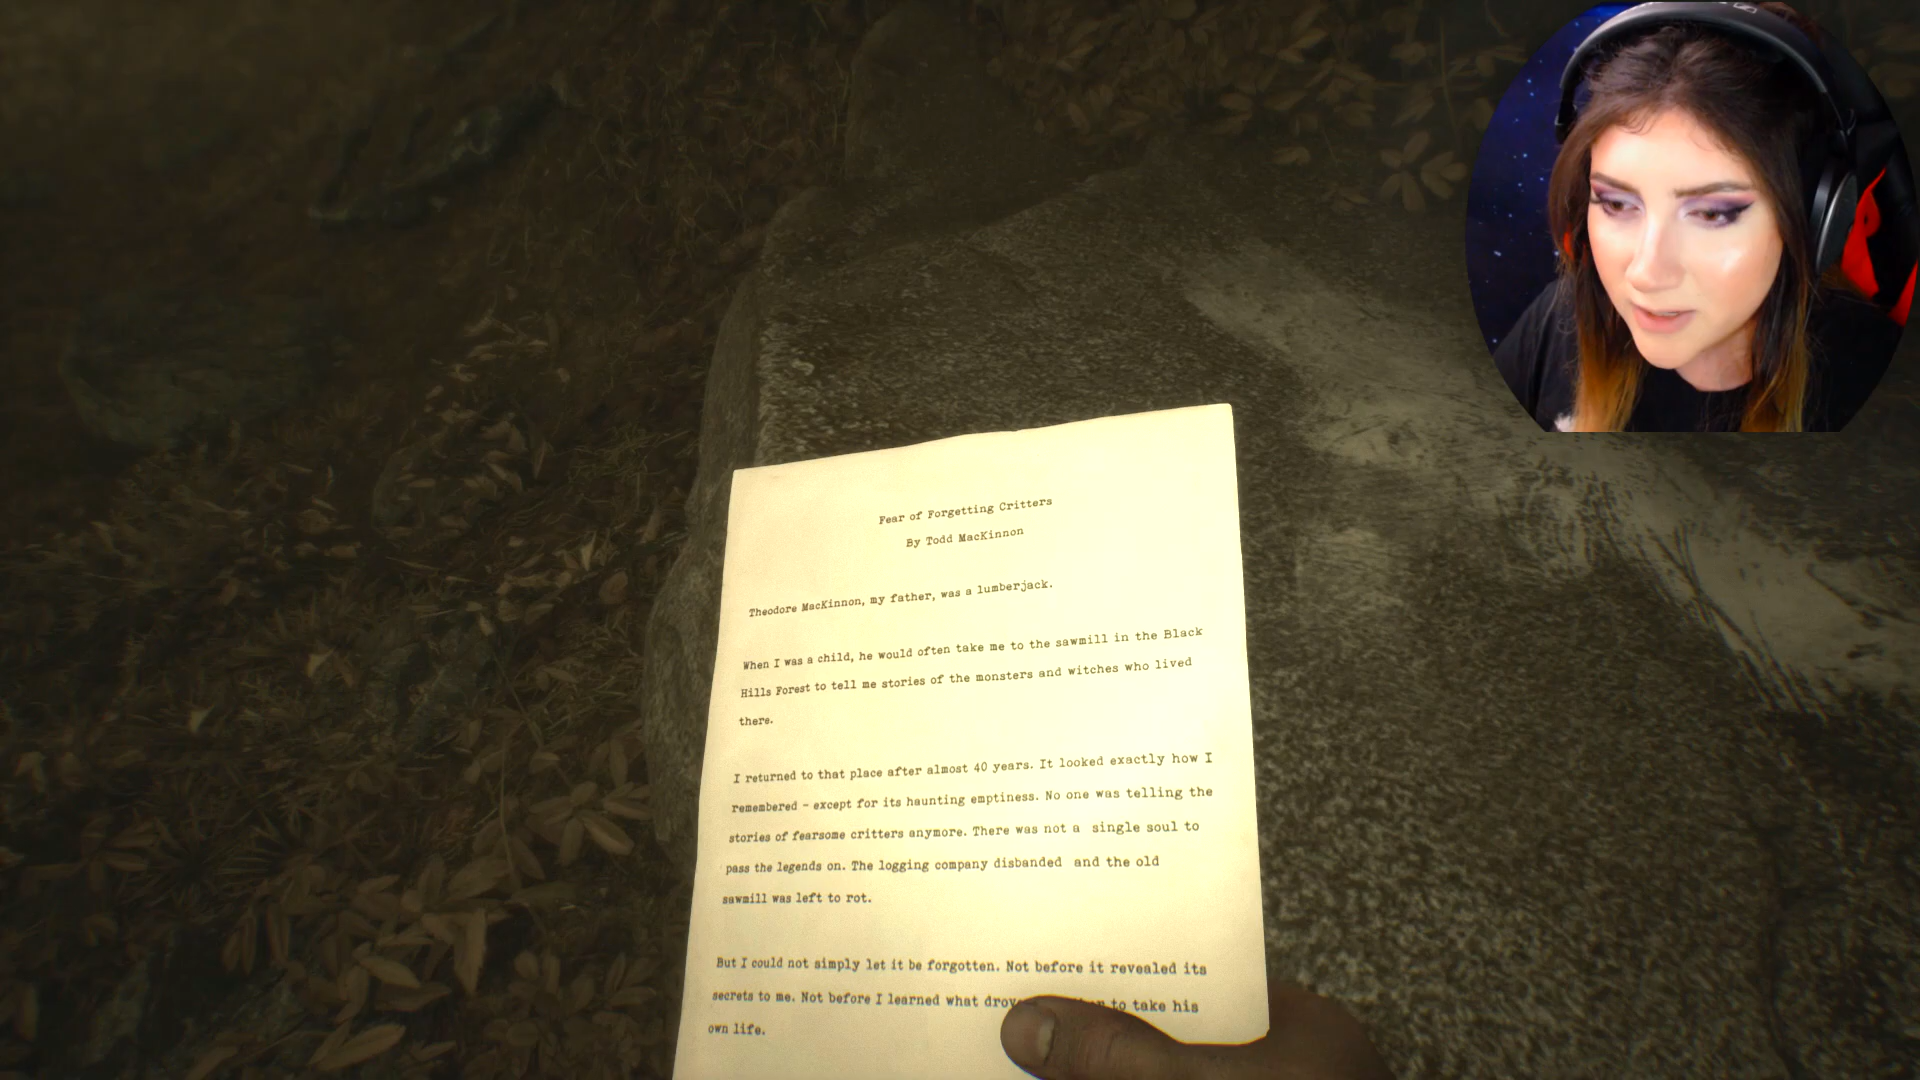 Fear of Forgetting Critters
By Todd MacKinnon
Theodore MacKinnon, my father, was a lumberjack.
When I was a child, he would often take me to the sawmill in the Black
Hills Forest to tell me stories of the monsters and witches who lived
there.
I returned to that place after almost 40 years. It looked exactly how I
remembered - except for its haunting emptiness. No one was telling the
stories of fearsome critters anymore. There was not a single soul to
pass the legends on. The logging company disbanded and the old
sawmill was left to rot.
But I could not simply let it be forgotten. Not before it revealed its
secrets to me. Not before I learned what to take his
own life.